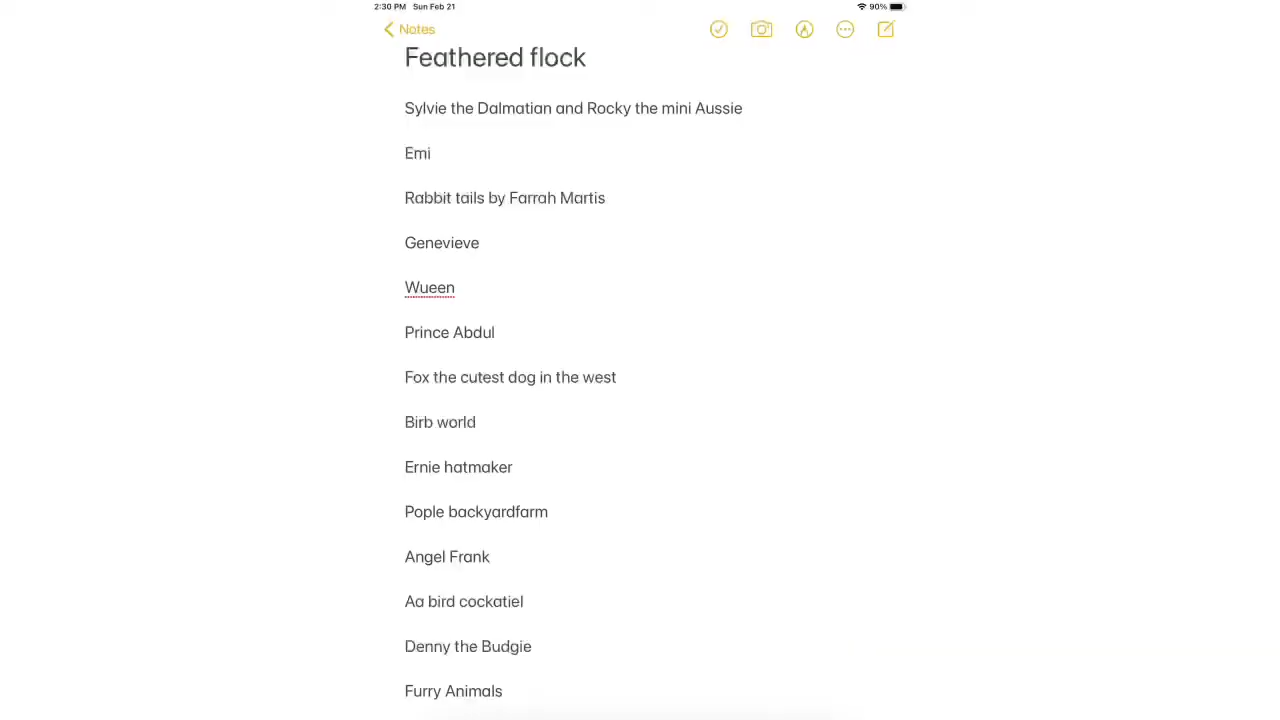 2:30 PM Sun Feb 21 90%
Notes
Feathered flock
Sylvie the Dalmatian and Rocky the mini Aussie
Emi
Rabbit tails by Farrah Martis
Genevieve
Wueen
Prince Abdul
Fox the cutest dog in the west
Birb world
Ernie hatmaker
Pople backyardfarm
Angel Frank
Aa bird cockatiel
Denny the Budgie
Furry Animals